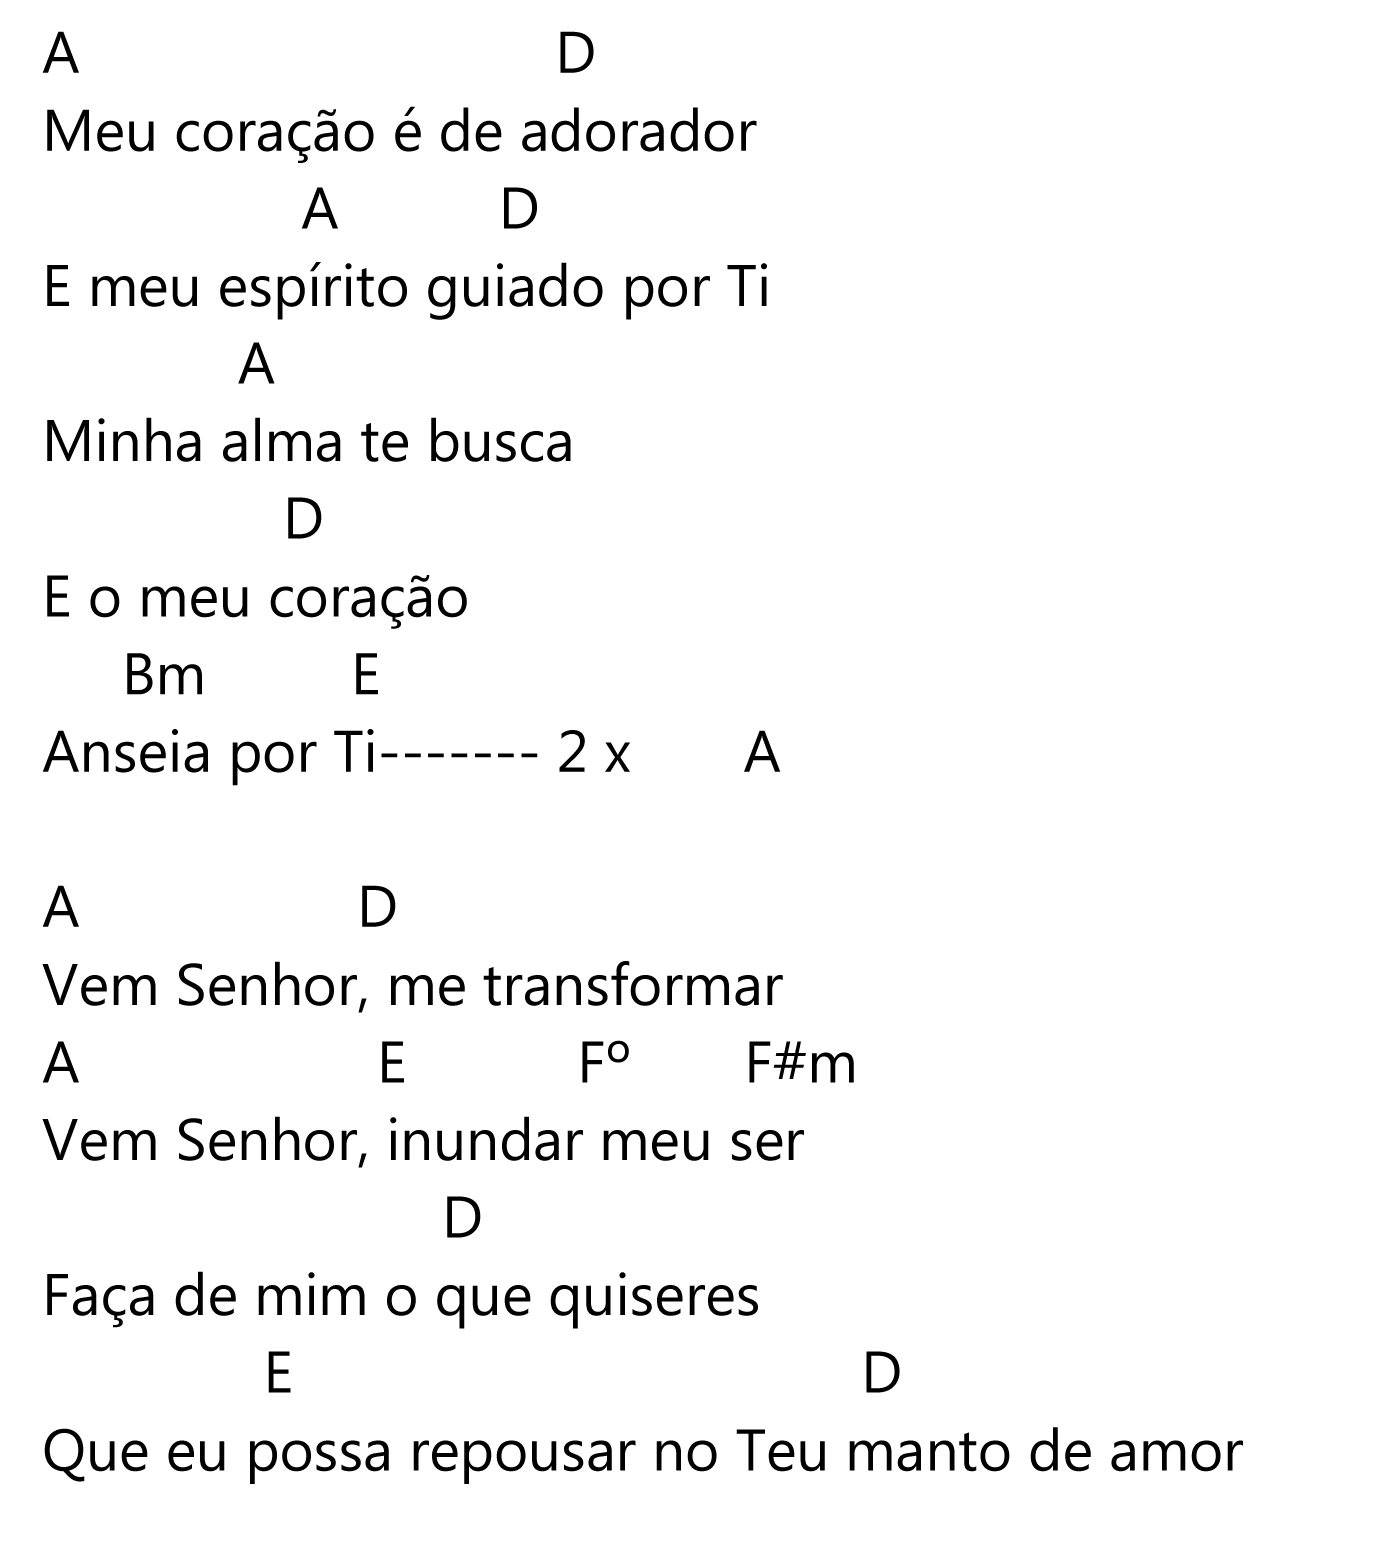 A                               D
Meu coração é de adorador
                 A          D
E meu espírito guiado por Ti
             A
Minha alma te busca
                D
E o meu coração
     Bm         E
Anseia por Ti------- 2 x       A
A                 D
Vem Senhor, me transformar
A                   E           Fº       F#m
Vem Senhor, inundar meu ser
                         D
Faça de mim o que quiseres
              E                                    D
Que eu possa repousar no Teu manto de amor